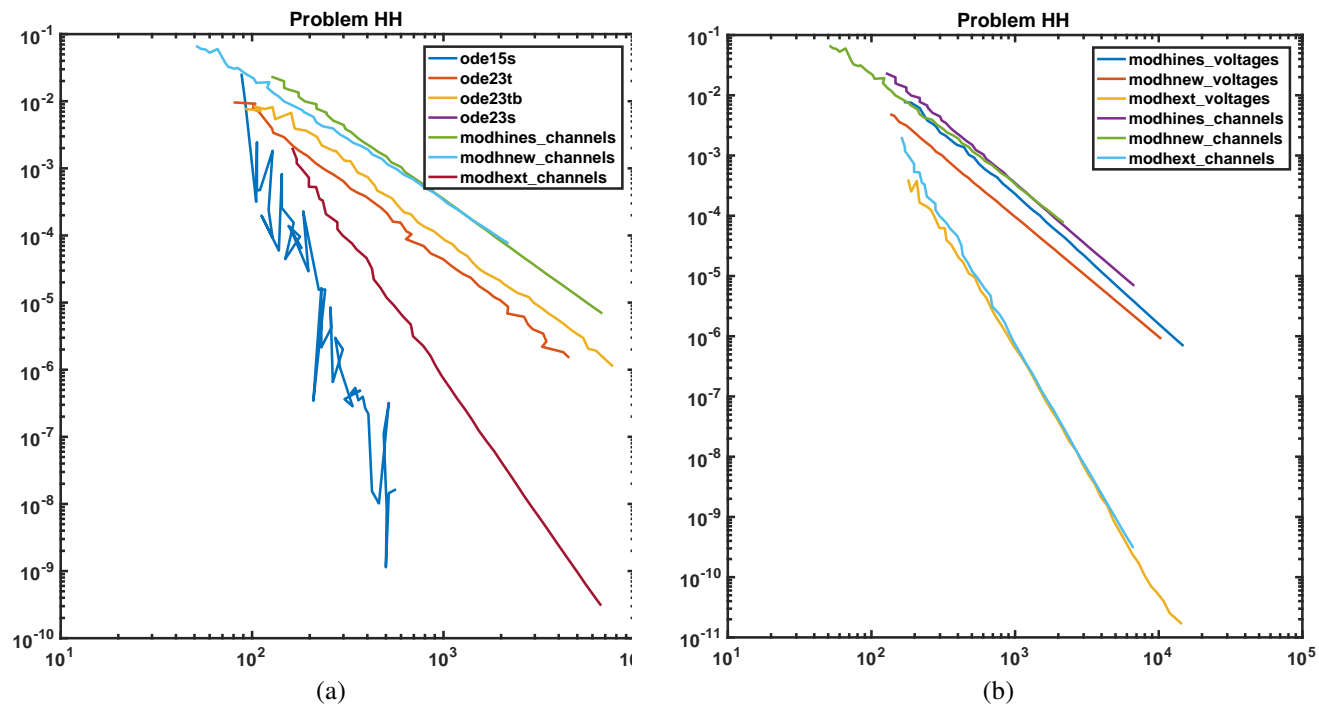 Problem HH
10^-1
10^-2
10^-3
10^-4
10^-5
10^-6
10^-7
10^-8
10^-9
10^-10
10^1
10^2
10^3
ode15s
ode23t
ode23tb
ode23s
modhines_channels
modhnew_channels
modhext_channels
(a)
Problem HH
10^-1
10^-2
10^-3
10^-4
10^-5
10^-6
10^-7
10^-8
10^-9
10^-10
10^-11
10^1
10^2
10^3
10^4
10^5
modhines_voltages
modhnew_voltages
modhext_voltages
modhines_channels
modhnew_channels
modhext_channels
(b)